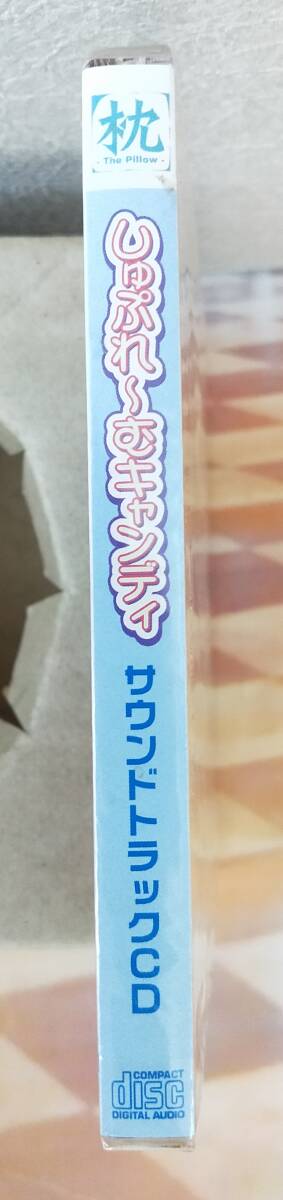 枕
- The Pillow -
しゅぷれ～むキャンディ
サウンドトラックCD
COMPACT
disc
DIGITAL AUDIO